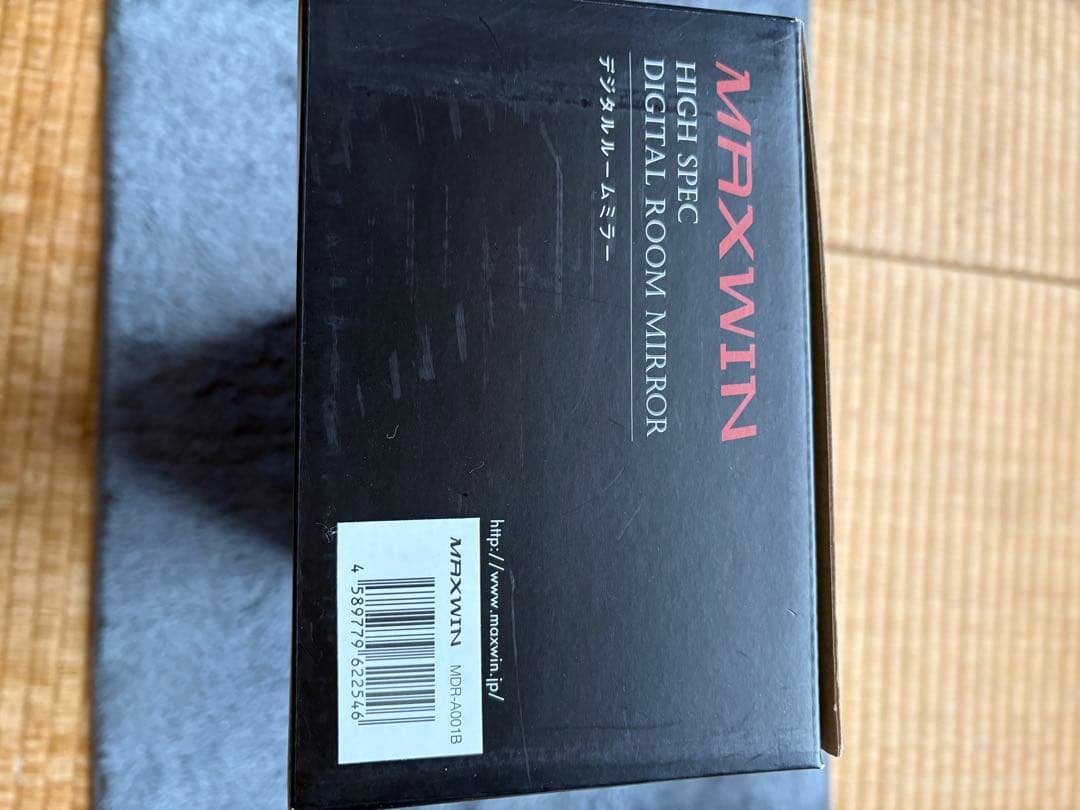 MAXWIN
HIGH SPEC
DIGITAL ROOM MIRROR
デジタルルームミラー
http://www.maxwin.jp/
MAXWIN MDR-A001B
4 589779 622546